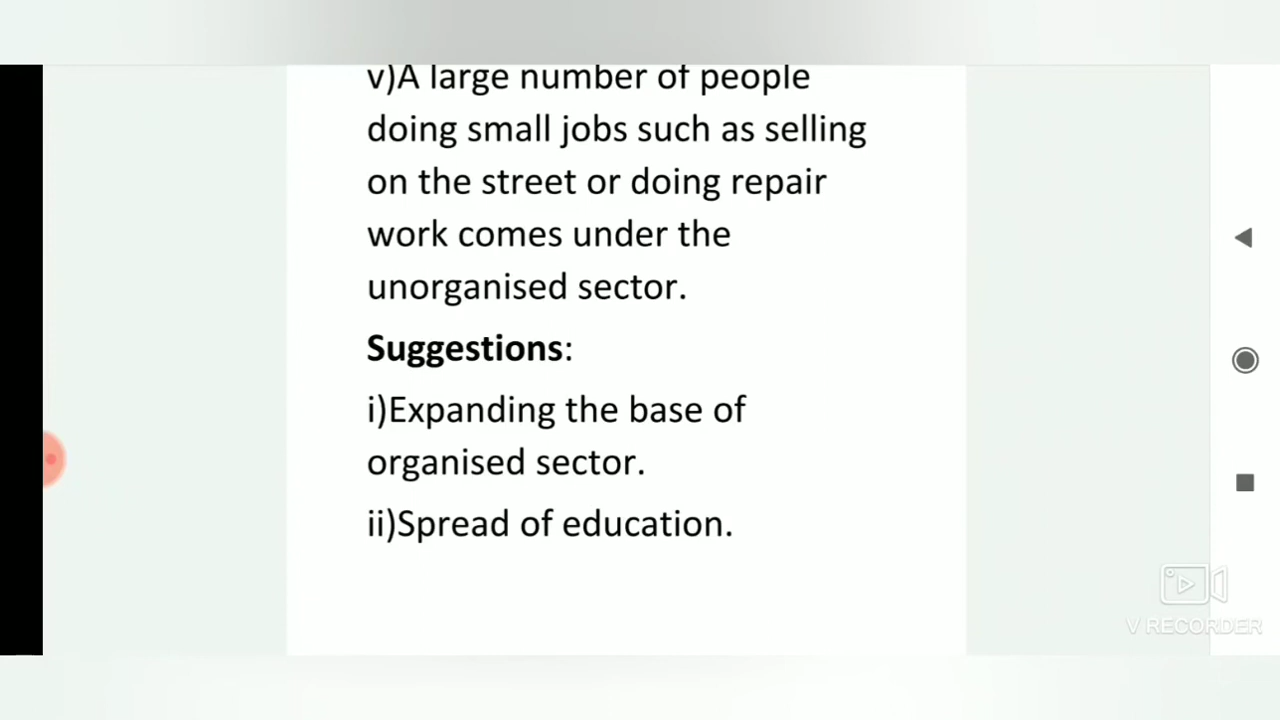 v)A large number of people
doing small jobs such as selling
on the street or doing repair
work comes under the
unorganised sector.
Suggestions:
i)Expanding the base of
organised sector.
ii)Spread of education.
V RECORDER